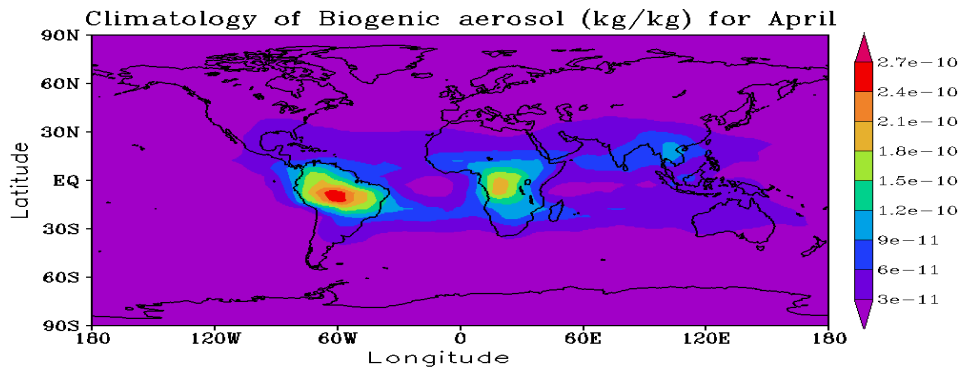 Climatology of Biogenic aerosol (kg/kg) for April
90N
60N
30N
EQ
30S
60S
90S
Latitude
180
120W
60W
0
60E
120E
180
Longitude
2.7e-10
2.4e-10
2.1e-10
1.8e-10
1.5e-10
1.2e-10
9e-11
6e-11
3e-11